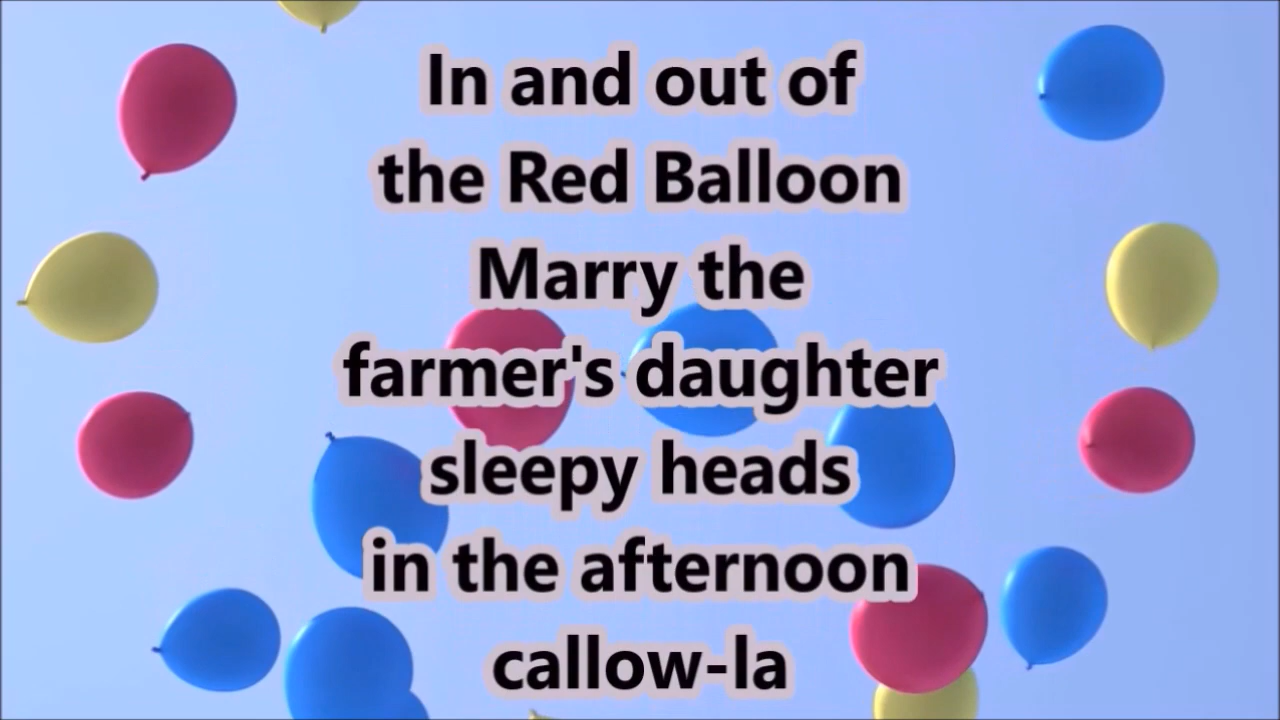 In and out of
the Red Balloon
Marry the
farmer's daughter
sleepy heads
in the afternoon
callow-la